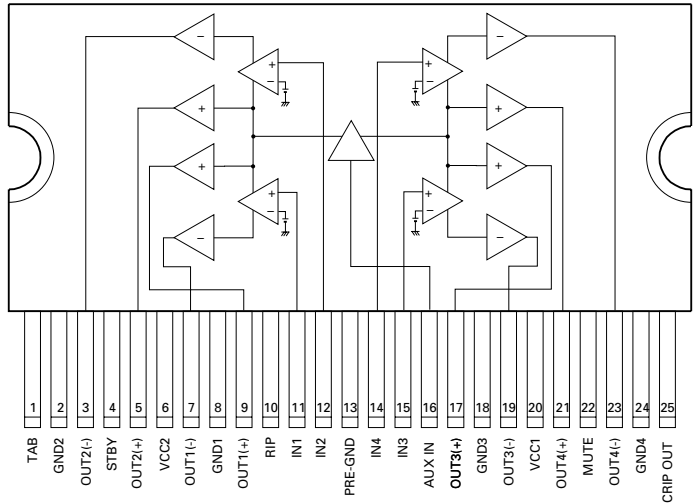 − −
+ − + −
+ +
+ +
+ − + −
− −
1 2 3 4 5 6 7 8 9 10 11 12 13 14 15 16 17 18 19 20 21 22 23 24 25
TAB
GND2
OUT2(-)
STBY
OUT2(+)
VCC2
OUT1(-)
GND1
OUT1(+)
RIP
IN1
IN2
PRE-GND
IN4
IN3
AUX IN
OUT3(+)
GND3
OUT3(-)
VCC1
OUT4(+)
MUTE
OUT4(-)
GND4
CRIP OUT